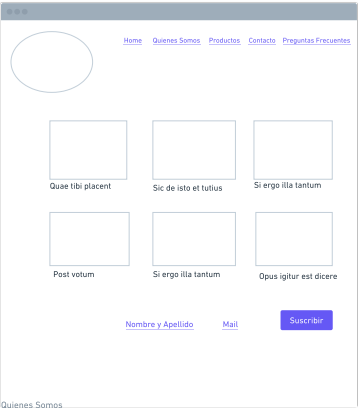 Home Quienes Somos Productos Contacto Preguntas Frecuentes
Quae tibi placent Sic de isto et tutius Si ergo illa tantum
Post votum Si ergo illa tantum Opus igitur est dicere
Nombre y Apellido Mail Suscribir
Quienes Somos